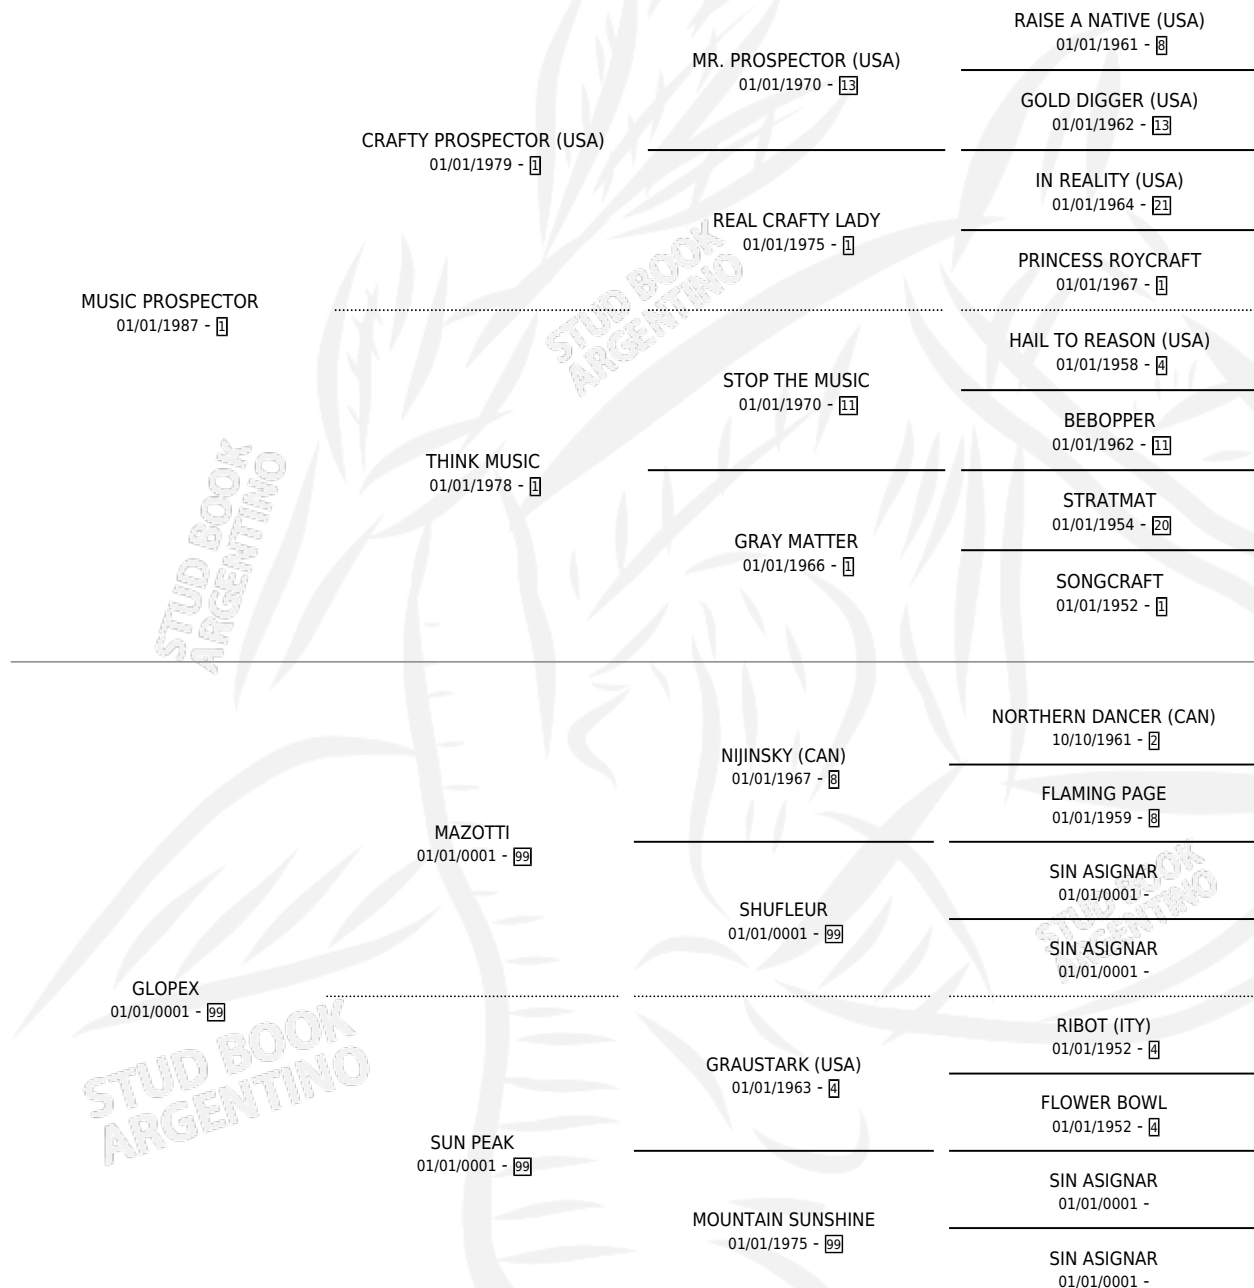 RAISE A NATIVE (USA)
01/01/1961 - 8
MR. PROSPECTOR (USA)
01/01/1970 - 13
GOLD DIGGER (USA)
01/01/1962 - 13
CRAFTY PROSPECTOR (USA)
01/01/1979 - 1
IN REALITY (USA)
01/01/1964 - 21
REAL CRAFTY LADY
01/01/1975 - 1
PRINCESS ROYCRAFT
01/01/1967 - 1
MUSIC PROSPECTOR
01/01/1987 - 1
STUD BOOK
ARGENTINO
HAIL TO REASON (USA)
01/01/1958 - 4
STOP THE MUSIC
01/01/1970 - 11
BEBOPPER
01/01/1962 - 11
THINK MUSIC
01/01/1978 - 1
STRATMAT
01/01/1954 - 20
GRAY MATTER
01/01/1966 - 1
SONGCRAFT
01/01/1952 - 1
STUD BOOK
ARGENTINO
NORTHERN DANCER (CAN)
10/10/1961 - 2
NIJINSKY (CAN)
01/01/1967 - 8
FLAMING PAGE
01/01/1959 - 8
MAZOTTI
01/01/0001 - 99
SIN ASIGNAR
01/01/0001 -
SHUFLEUR
01/01/0001 - 99
SIN ASIGNAR
01/01/0001 -
STUD BOOK
ARGENTINO
GLOPEX
01/01/0001 - 99
RIBOT (ITY)
01/01/1952 - 4
GRAUSTARK (USA)
01/01/1963 - 4
FLOWER BOWL
01/01/1952 - 4
STUD BOOK
ARGENTINO
SUN PEAK
01/01/0001 - 99
SIN ASIGNAR
01/01/0001 -
MOUNTAIN SUNSHINE
01/01/1975 - 99
SIN ASIGNAR
01/01/0001 -